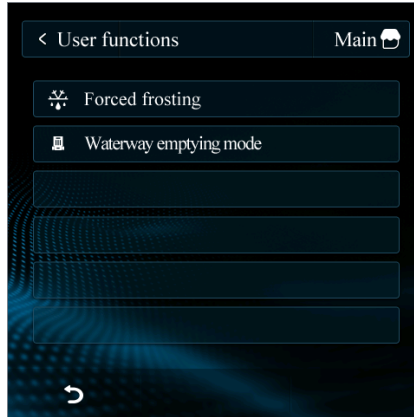 < User functions
Main
Forced frosting
Waterway emptying mode